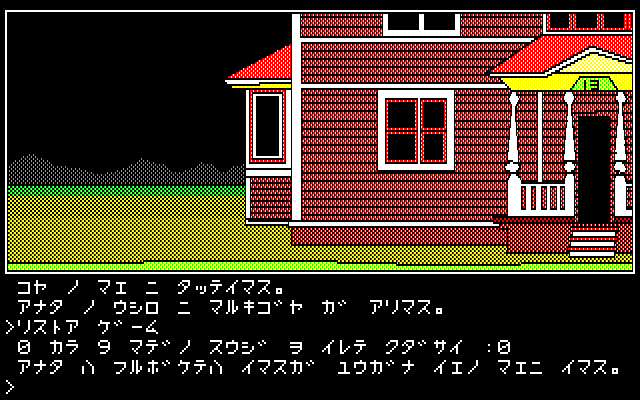 13
コヤ ノ マエ ニ タッテイマス。
アナタ ノ ウシロ ニ マルキゴヤ ガ アリマス。
>リストア ゲーム
0 カラ 9 マデノ スウジ ヲ イレテ クダサイ :0
アナタ ハ フルボケテハ イマスガ ユウガナ イエノ マエニ イマス。
>